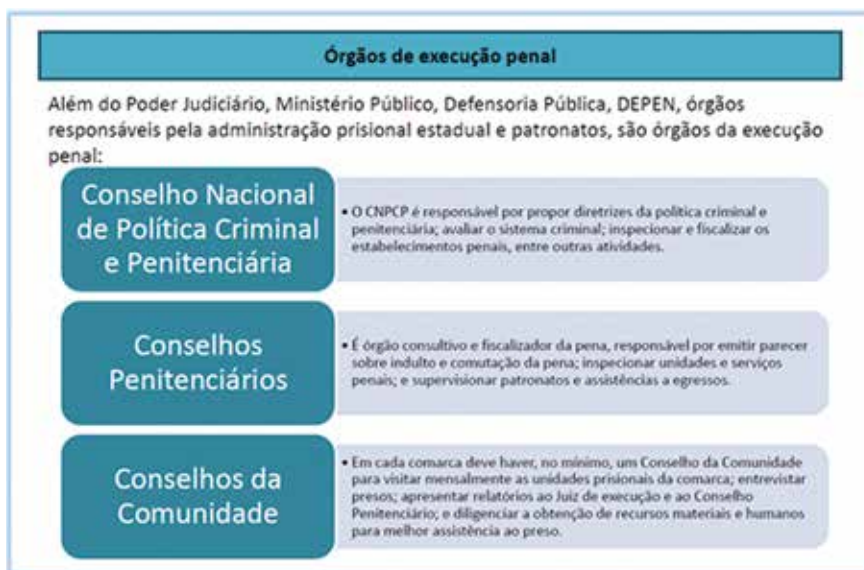 Órgãos de execução penal
Além do Poder Judiciário, Ministério Público, Defensoria Pública, DEPEN, órgãos
responsáveis pela administração prisional estadual e patronatos, são órgãos da execução
penal:
Conselho Nacional
de Política Criminal
e Penitenciária
• O CNPCP é responsável por propor diretrizes da política criminal e
penitenciária; avaliar o sistema criminal; inspecionar e fiscalizar os
estabelecimentos penais, entre outras atividades.
Conselhos
Penitenciários
• É órgão consultivo e fiscalizador da pena, responsável por emitir parecer
sobre indulto e comutação da pena; inspecionar unidades e serviços
penais; e supervisionar patronatos e assistências a egressos.
Conselhos da
Comunidade
• Em cada comarca deve haver, no mínimo, um Conselho da Comunidade
para visitar mensalmente as unidades prisionais da comarca; entrevistar
presos; apresentar relatórios ao Juiz de execução e ao Conselho
Penitenciário; e diligenciar a obtenção de recursos materiais e humanos
para melhor assistência ao preso.